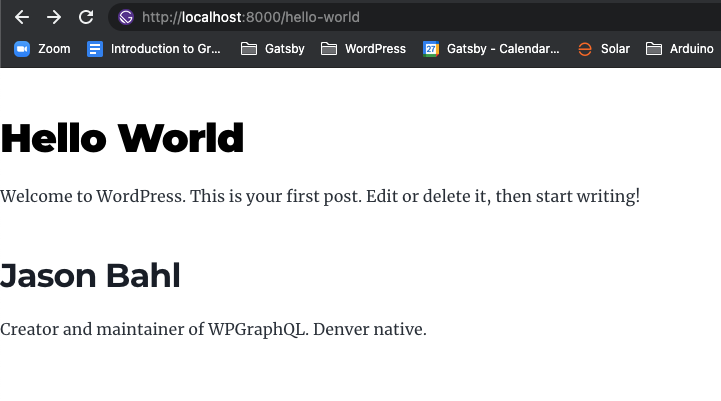 http://localhost:8000/hello-world
Zoom Introduction to Gr... Gatsby WordPress 27 Gatsby - Calendar... Solar Arduino
Hello World
Welcome to WordPress. This is your first post. Edit or delete it, then start writing!
Jason Bahl
Creator and maintainer of WPGraphQL. Denver native.